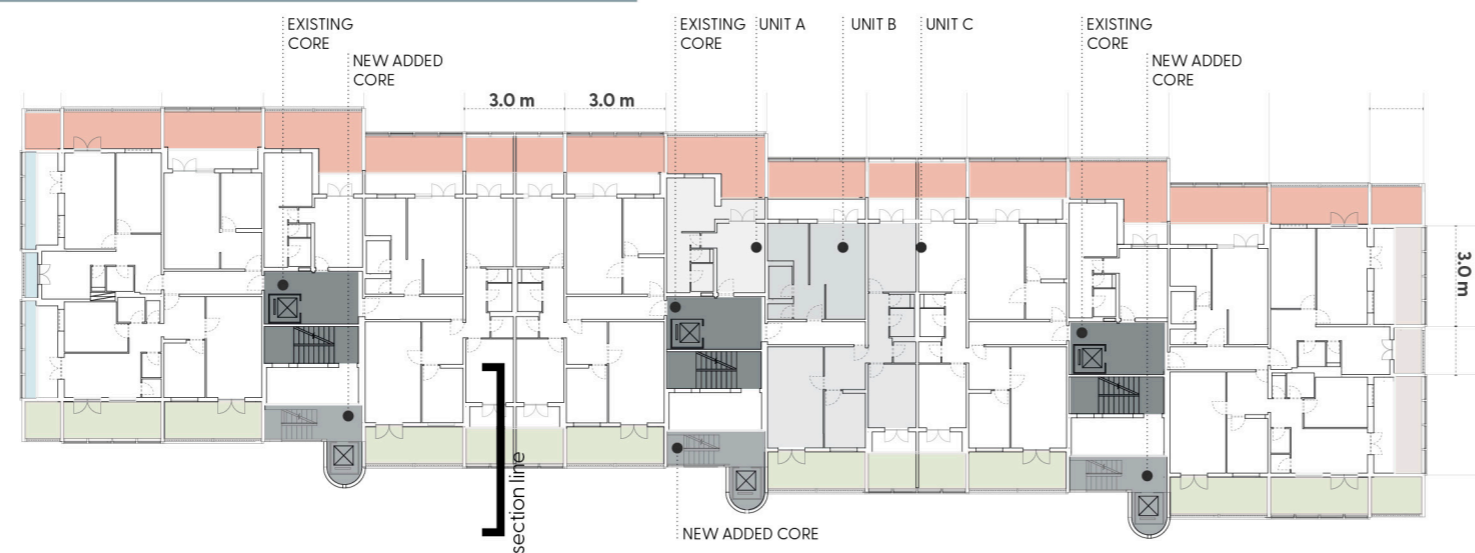 EXISTING
CORE
NEW ADDED
CORE
EXISTING
CORE
UNIT A
UNIT B
UNIT C
EXISTING
CORE
NEW ADDED
CORE
3.0 m
3.0 m
3.0 m
section line
NEW ADDED CORE